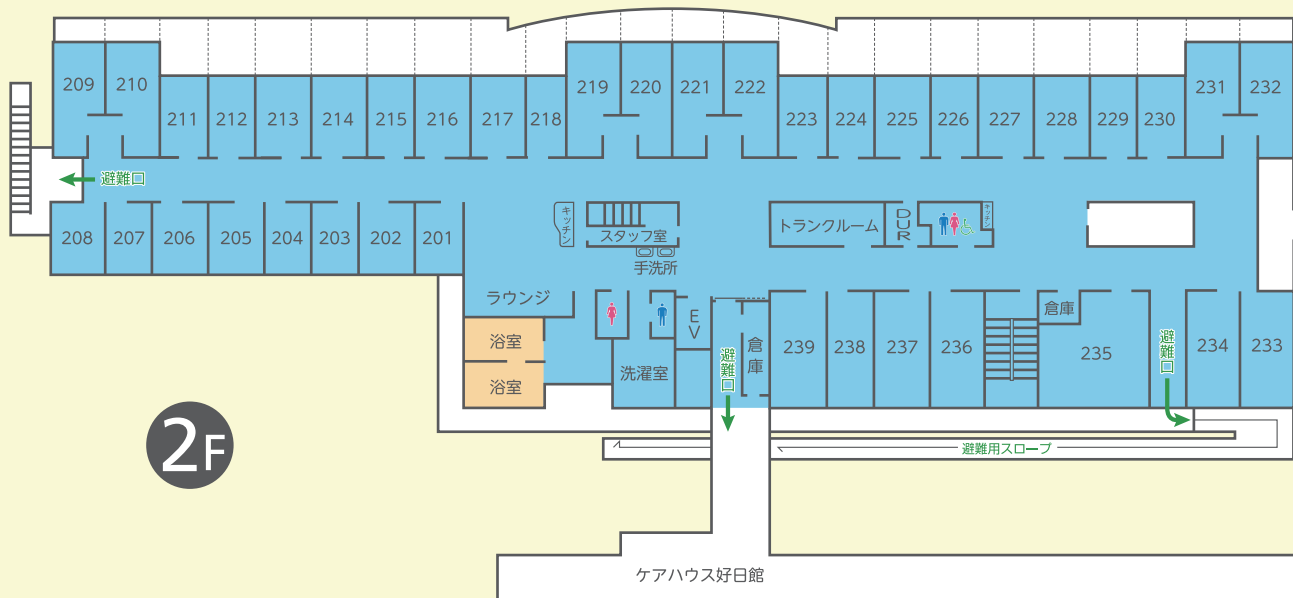 209
210
211
212
213
214
215
216
217
218
219
220
221
222
223
224
225
226
227
228
229
230
231
232
避難口
208
207
206
205
204
203
202
201
キッチン
スタッフ室
手洗所
トランクルーム
DUR
キッチン
ラウンジ
浴室
浴室
洗濯室
EV
避難口
倉庫
239
238
237
236
倉庫
235
避難口
234
233
2F
避難用スロープ
ケアハウス好日館